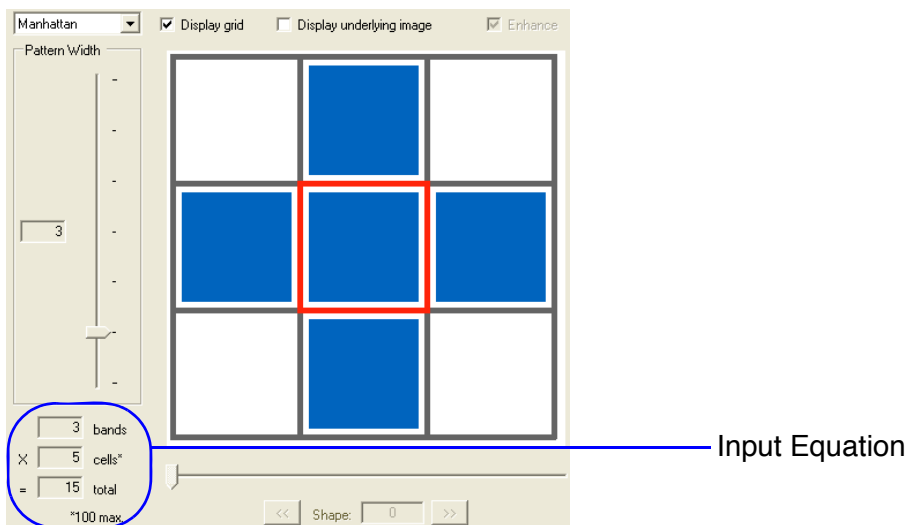 Manhattan
Display grid
Display underlying image
Enhance
Pattern Width
3
3 bands
X 5 cells*
= 15 total
*100 max.
Input Equation
<< Shape: 0 >>